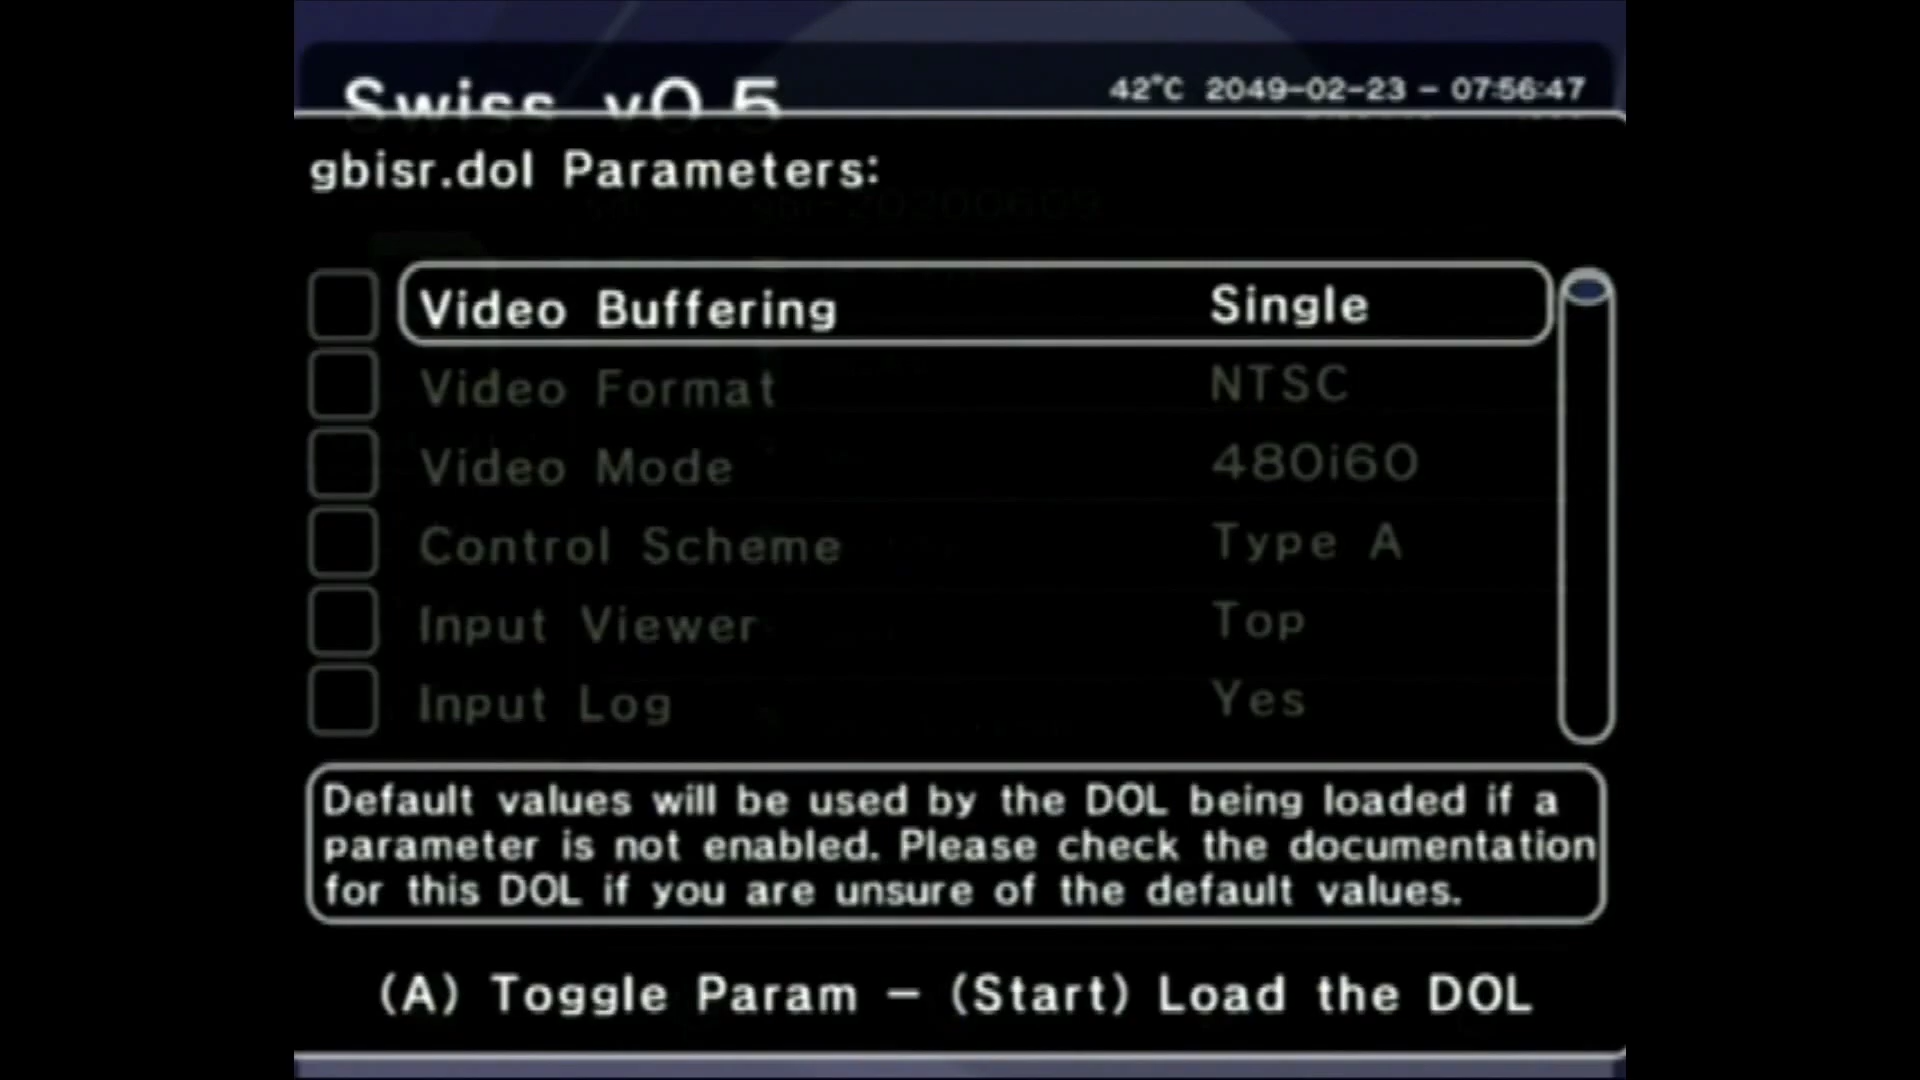 Swiss v0.5
42°C 2049-02-23 - 07:56:47
gbisr.dol Parameters:
Video Buffering Single
Video Format NTSC
Video Mode 480i60
Control Scheme Type A
Input Viewer Top
Input Log Yes
Default values will be used by the DOL being loaded if a
parameter is not enabled. Please check the documentation
for this DOL if you are unsure of the default values.
(A) Toggle Param - (Start) Load the DOL